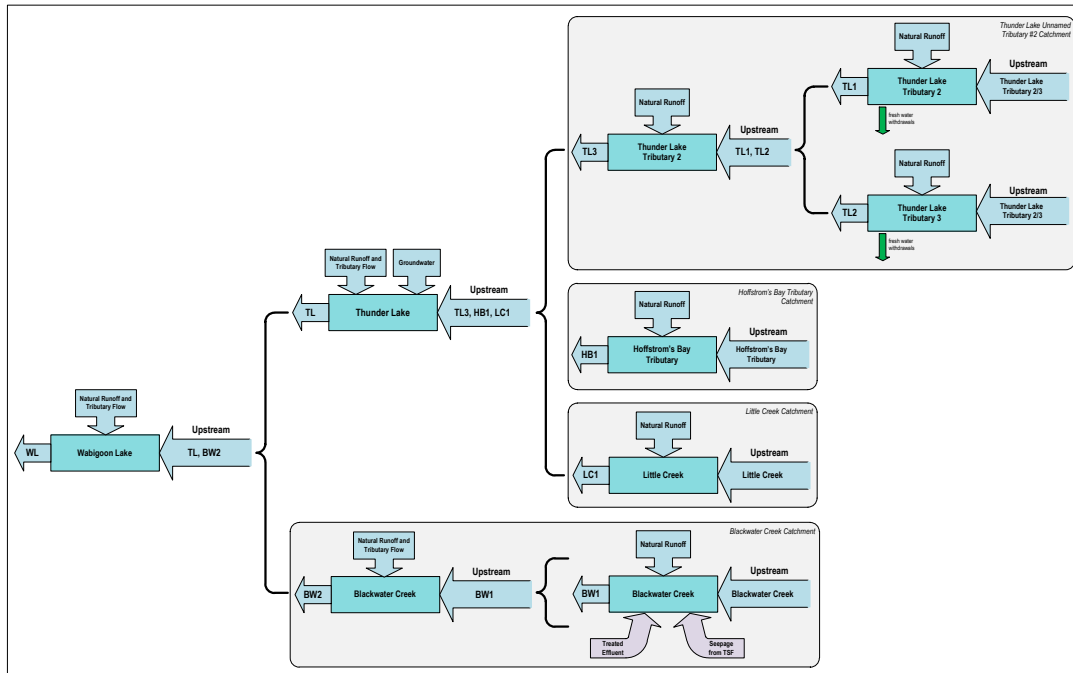 Thunder Lake Unnamed
Tributary #2 Catchment
Natural Runoff
Upstream
TL1
Thunder Lake
Tributary 2
Thunder Lake
Tributary 2/3
fresh water
withdrawals
Natural Runoff
Upstream
TL3
Thunder Lake
Tributary 2
TL1, TL2
Natural Runoff
Upstream
TL2
Thunder Lake
Tributary 3
Thunder Lake
Tributary 2/3
fresh water
withdrawals
Natural Runoff and
Tributary Flow
Groundwater
Upstream
TL
Thunder Lake
TL3, HB1, LC1
Hoffstrom's Bay Tributary
Catchment
Natural Runoff
Upstream
HB1
Hoffstrom's Bay
Tributary
Hoffstrom's Bay
Tributary
Natural Runoff and
Tributary Flow
Upstream
WL
Wabigoon Lake
TL, BW2
Little Creek Catchment
Natural Runoff
Upstream
LC1
Little Creek
Little Creek
Blackwater Creek Catchment
Natural Runoff and
Tributary Flow
Upstream
BW2
Blackwater Creek
BW1
Natural Runoff
Upstream
BW1
Blackwater Creek
Blackwater Creek
Treated
Effluent
Seepage
from TSF